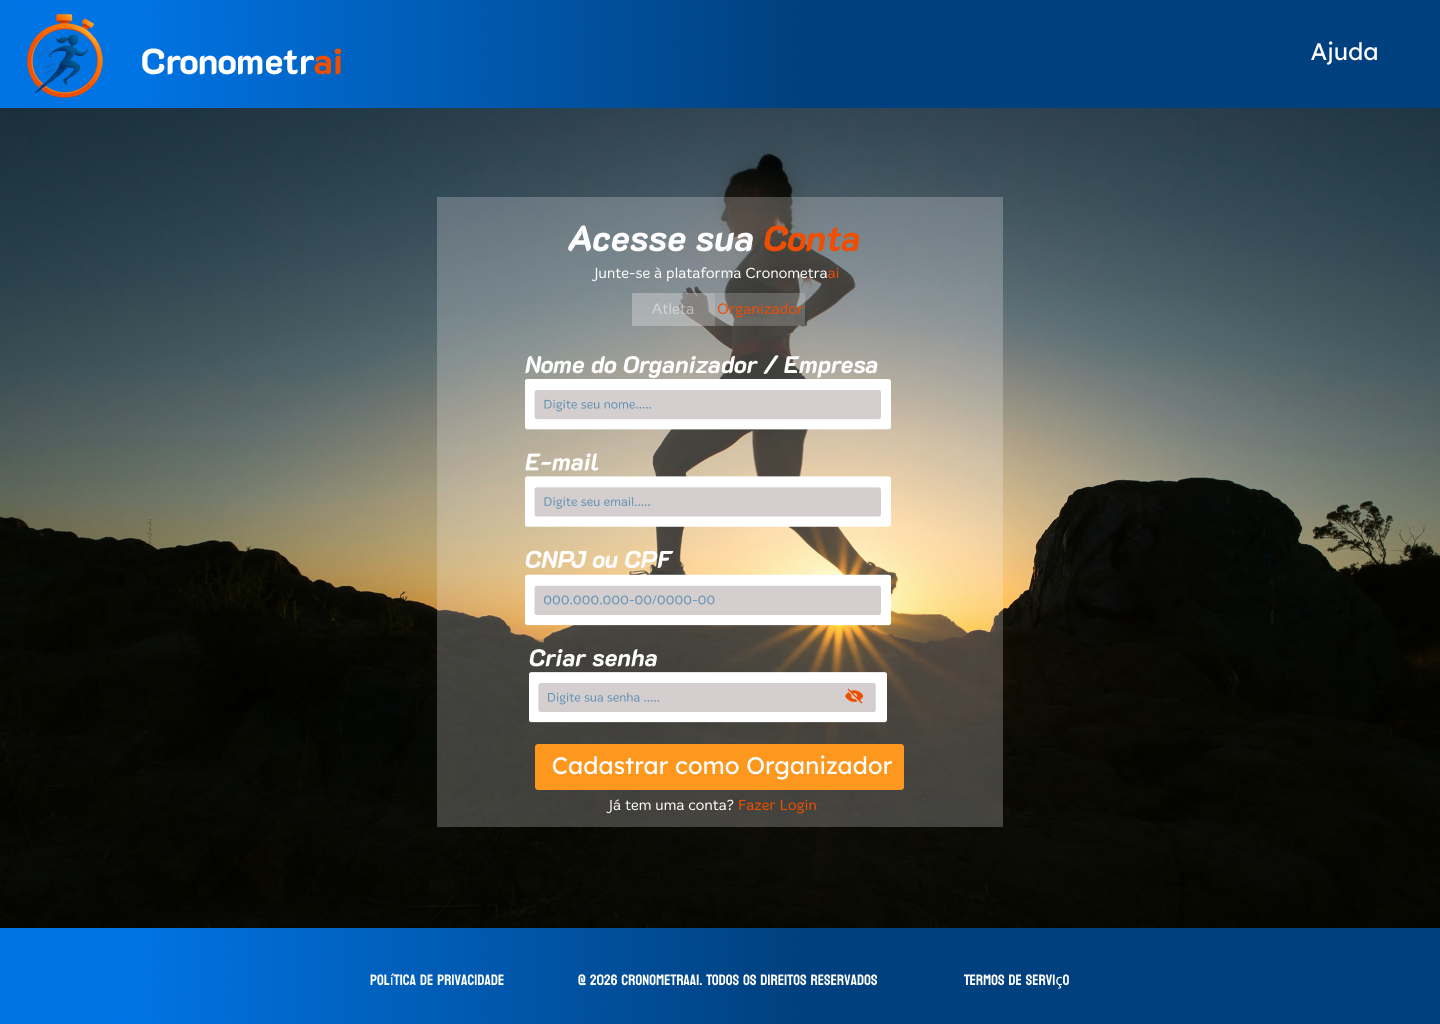 Cronometrai
Ajuda
Acesse sua Conta
Junte-se à plataforma Cronometraai
Atleta Organizador
Nome do Organizador / Empresa
Digite seu nome.....
E-mail
Digite seu email.....
CNPJ ou CPF
000.000.000-00/0000-00
Criar senha
Digite sua senha .....
Cadastrar como Organizador
Já tem uma conta? Fazer Login
POLÍTICA DE PRIVACIDADE
@ 2026 CRONOMETRAAI. TODOS OS DIREITOS RESERVADOS
TERMOS DE SERVIÇO